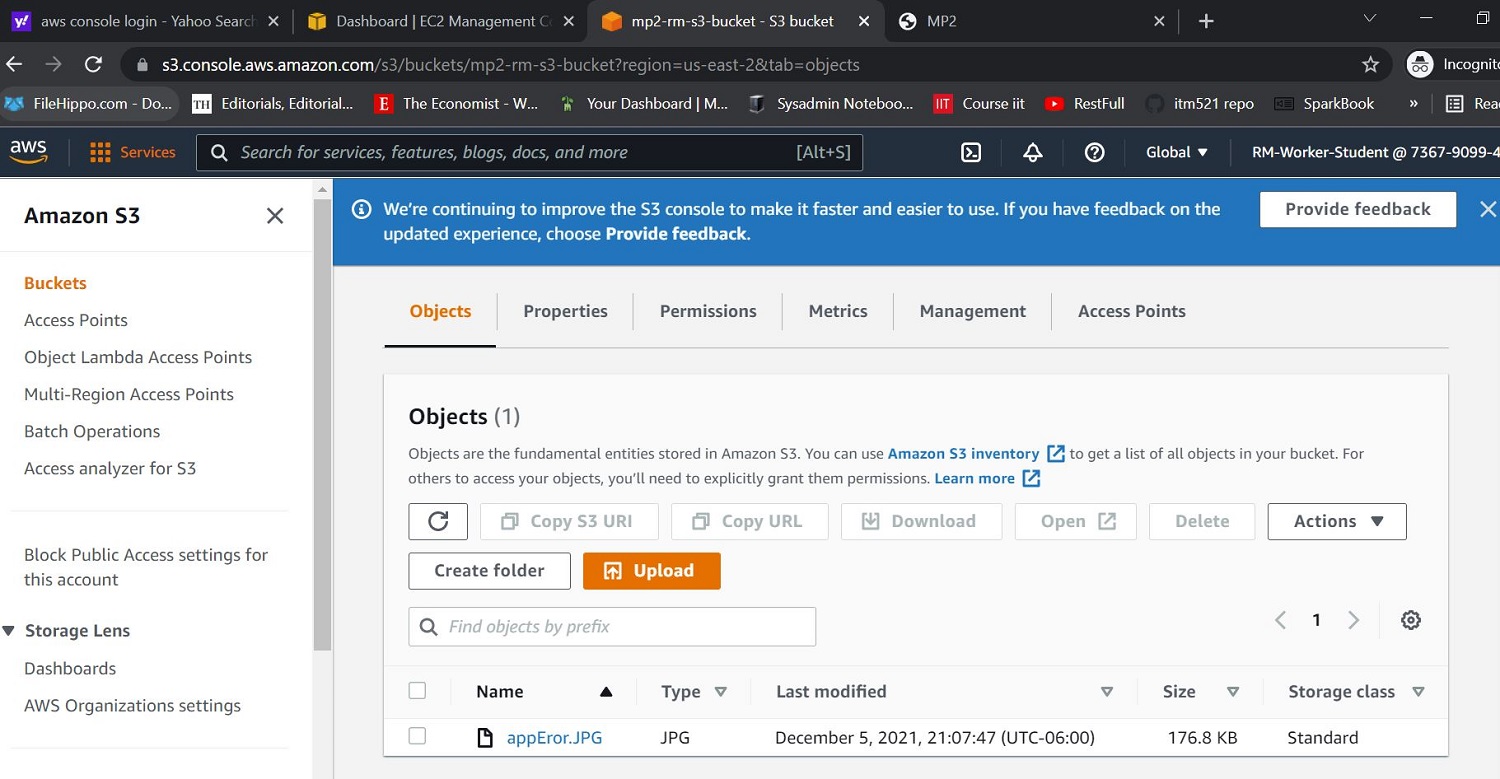 aws console login - Yahoo Search
Dashboard | EC2 Management C
mp2-rm-s3-bucket - S3 bucket
MP2
s3.console.aws.amazon.com/s3/buckets/mp2-rm-s3-bucket?region=us-east-2&tab=objects
Incognito
FileHippo.com - Do...
TH Editorials, Editorial...
E The Economist - W...
Your Dashboard | M...
Sysadmin Noteboo...
IIT Course iit
RestFull
itm521 repo
SparkBook
»
Rea
aws
Services
Search for services, features, blogs, docs, and more [Alt+S]
Global
RM-Worker-Student @ 7367-9099-4
Amazon S3
Buckets
Access Points
Object Lambda Access Points
Multi-Region Access Points
Batch Operations
Access analyzer for S3
Block Public Access settings for
this account
Storage Lens
Dashboards
AWS Organizations settings
We're continuing to improve the S3 console to make it faster and easier to use. If you have feedback on the
updated experience, choose Provide feedback.
Provide feedback
Objects Properties Permissions Metrics Management Access Points
Objects (1)
Objects are the fundamental entities stored in Amazon S3. You can use Amazon S3 inventory to get a list of all objects in your bucket. For
others to access your objects, you'll need to explicitly grant them permissions. Learn more
Copy S3 URI Copy URL Download Open Delete Actions
Create folder Upload
Find objects by prefix
1
Name Type Last modified Size Storage class
appEror.JPG JPG December 5, 2021, 21:07:47 (UTC-06:00) 176.8 KB Standard